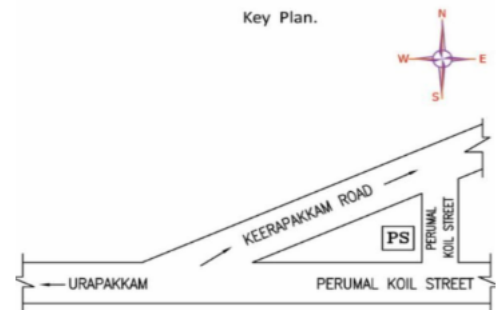 Key Plan.
N
W E
S
KEERAPAKKAM ROAD
PS
PERUMAL
KOIL STREET
URAPAKKAM
PERUMAL KOIL STREET